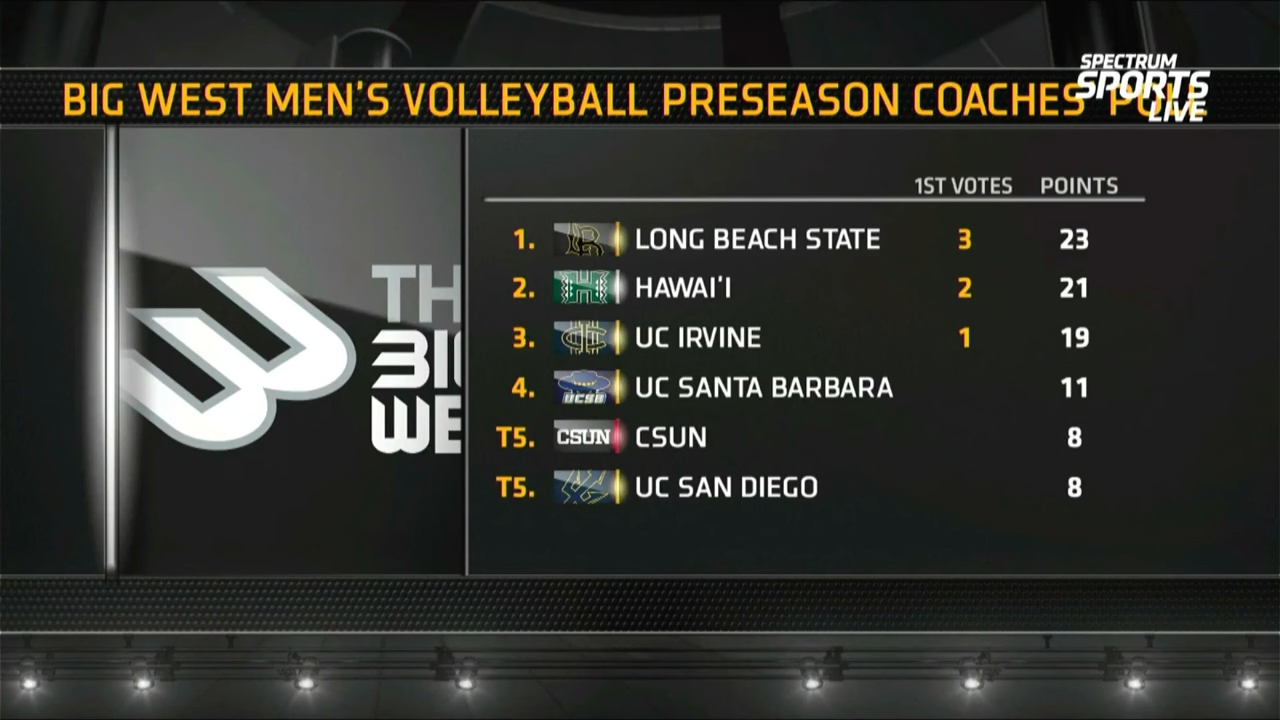 SPECTRUM
SPORTS
LIVE
BIG WEST MEN'S VOLLEYBALL PRESEASON COACHES'
1ST VOTES POINTS
1. LB LONG BEACH STATE 3 23
2. H HAWAI'I 2 21
3. UC IRVINE 1 19
4. UCSB UC SANTA BARBARA 11
T5. CSUN CSUN 8
T5. UC SAN DIEGO 8